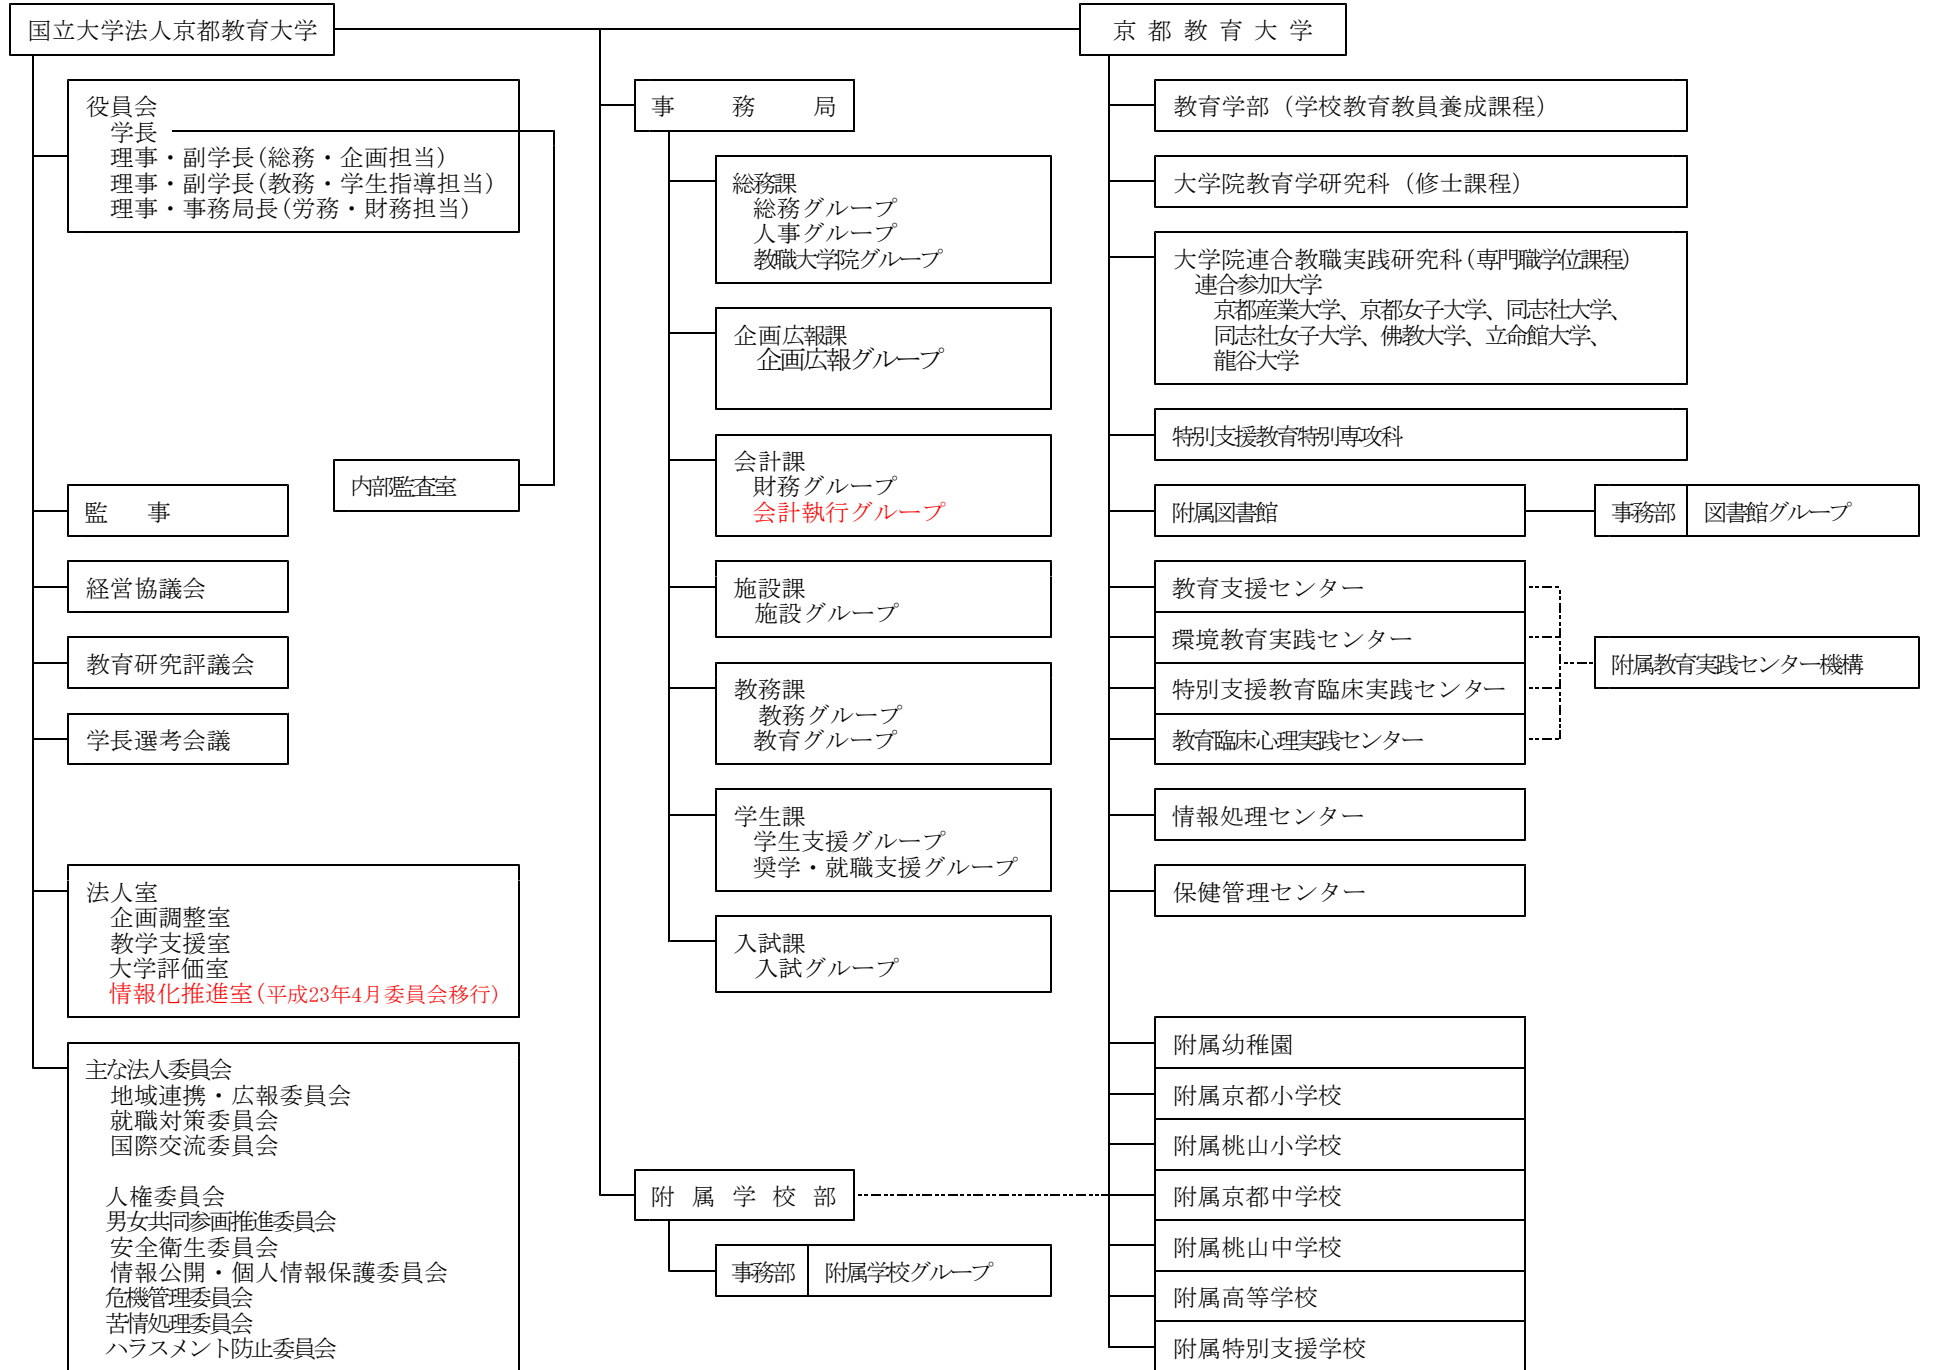 国立大学法人京都教育大学
役員会
学長
理事・副学長(総務・企画担当)
理事・副学長(教務・学生指導担当)
理事・事務局長(労務・財務担当)
内部監査室
監 事
経営協議会
教育研究評議会
学長選考会議
法人室
企画調整室
教学支援室
大学評価室
情報化推進室(平成23年4月委員会移行)
主な法人委員会
地域連携・広報委員会
就職対策委員会
国際交流委員会
人権委員会
男女共同参画推進委員会
安全衛生委員会
情報公開・個人情報保護委員会
危機管理委員会
苦情処理委員会
ハラスメント防止委員会
事 務 局
総務課
総務グループ
人事グループ
教職大学院グループ
企画広報課
企画広報グループ
会計課
財務グループ
会計執行グループ
施設課
施設グループ
教務課
教務グループ
教育グループ
学生課
学生支援グループ
奨学・就職支援グループ
入試課
入試グループ
附 属 学 校 部
事務部 附属学校グループ
京 都 教 育 大 学
教育学部（学校教育教員養成課程）
大学院教育学研究科（修士課程）
大学院連合教職実践研究科(専門職学位課程)
連合参加大学
京都産業大学、京都女子大学、同志社大学、
同志社女子大学、佛教大学、立命館大学、
龍谷大学
特別支援教育特別専攻科
附属図書館
事務部 図書館グループ
教育支援センター
環境教育実践センター
特別支援教育臨床実践センター
教育臨床心理実践センター
附属教育実践センター機構
情報処理センター
保健管理センター
附属幼稚園
附属京都小学校
附属桃山小学校
附属京都中学校
附属桃山中学校
附属高等学校
附属特別支援学校